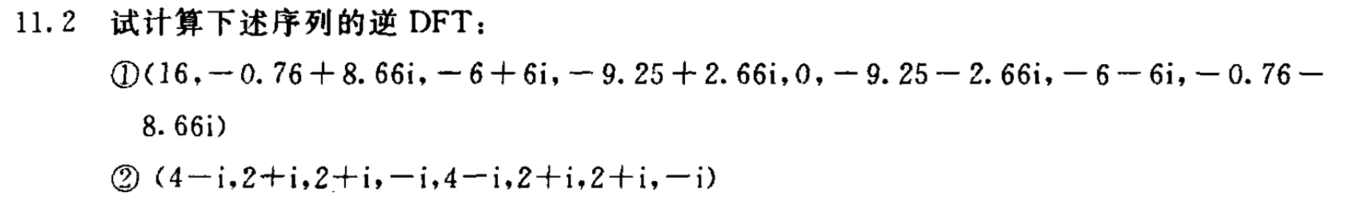 11.2 试计算下述序列的逆 DFT：
①(16,－0.76＋8.66i,－6＋6i,－9.25＋2.66i,0,－9.25－2.66i,－6－6i,－0.76－
8.66i)
② (4－i,2＋i,2＋i,－i,4－i,2＋i,2＋i,－i)